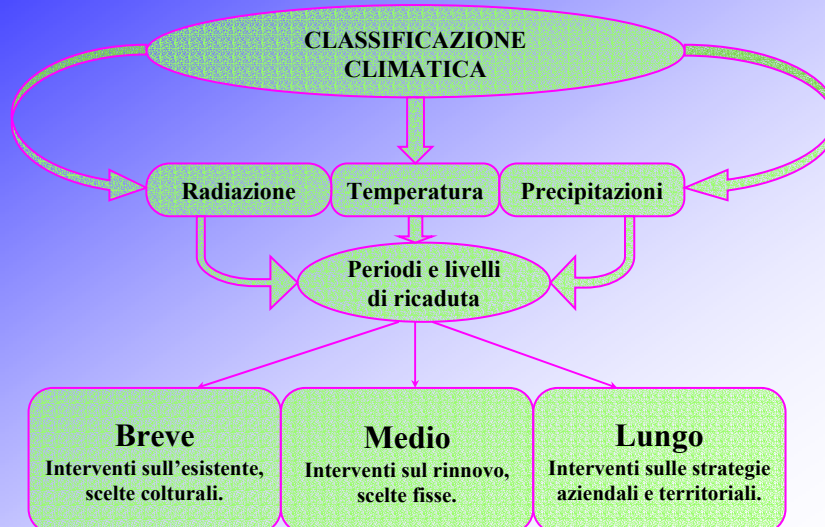 CLASSIFICAZIONE
CLIMATICA
Radiazione
Temperatura
Precipitazioni
Periodi e livelli
di ricaduta
Breve
Interventi sull'esistente,
scelte colturali.
Medio
Interventi sul rinnovo,
scelte fisse.
Lungo
Interventi sulle strategie
aziendali e territoriali.